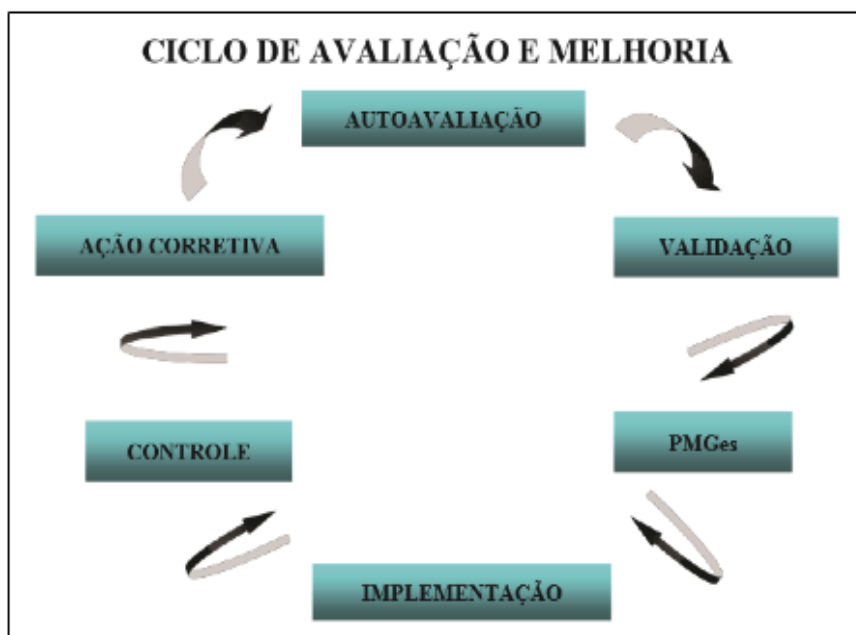 CICLO DE AVALIAÇÃO E MELHORIA
AUTOAVALIAÇÃO
AÇÃO CORRETIVA
VALIDAÇÃO
CONTROLE
PMGes
IMPLEMENTAÇÃO